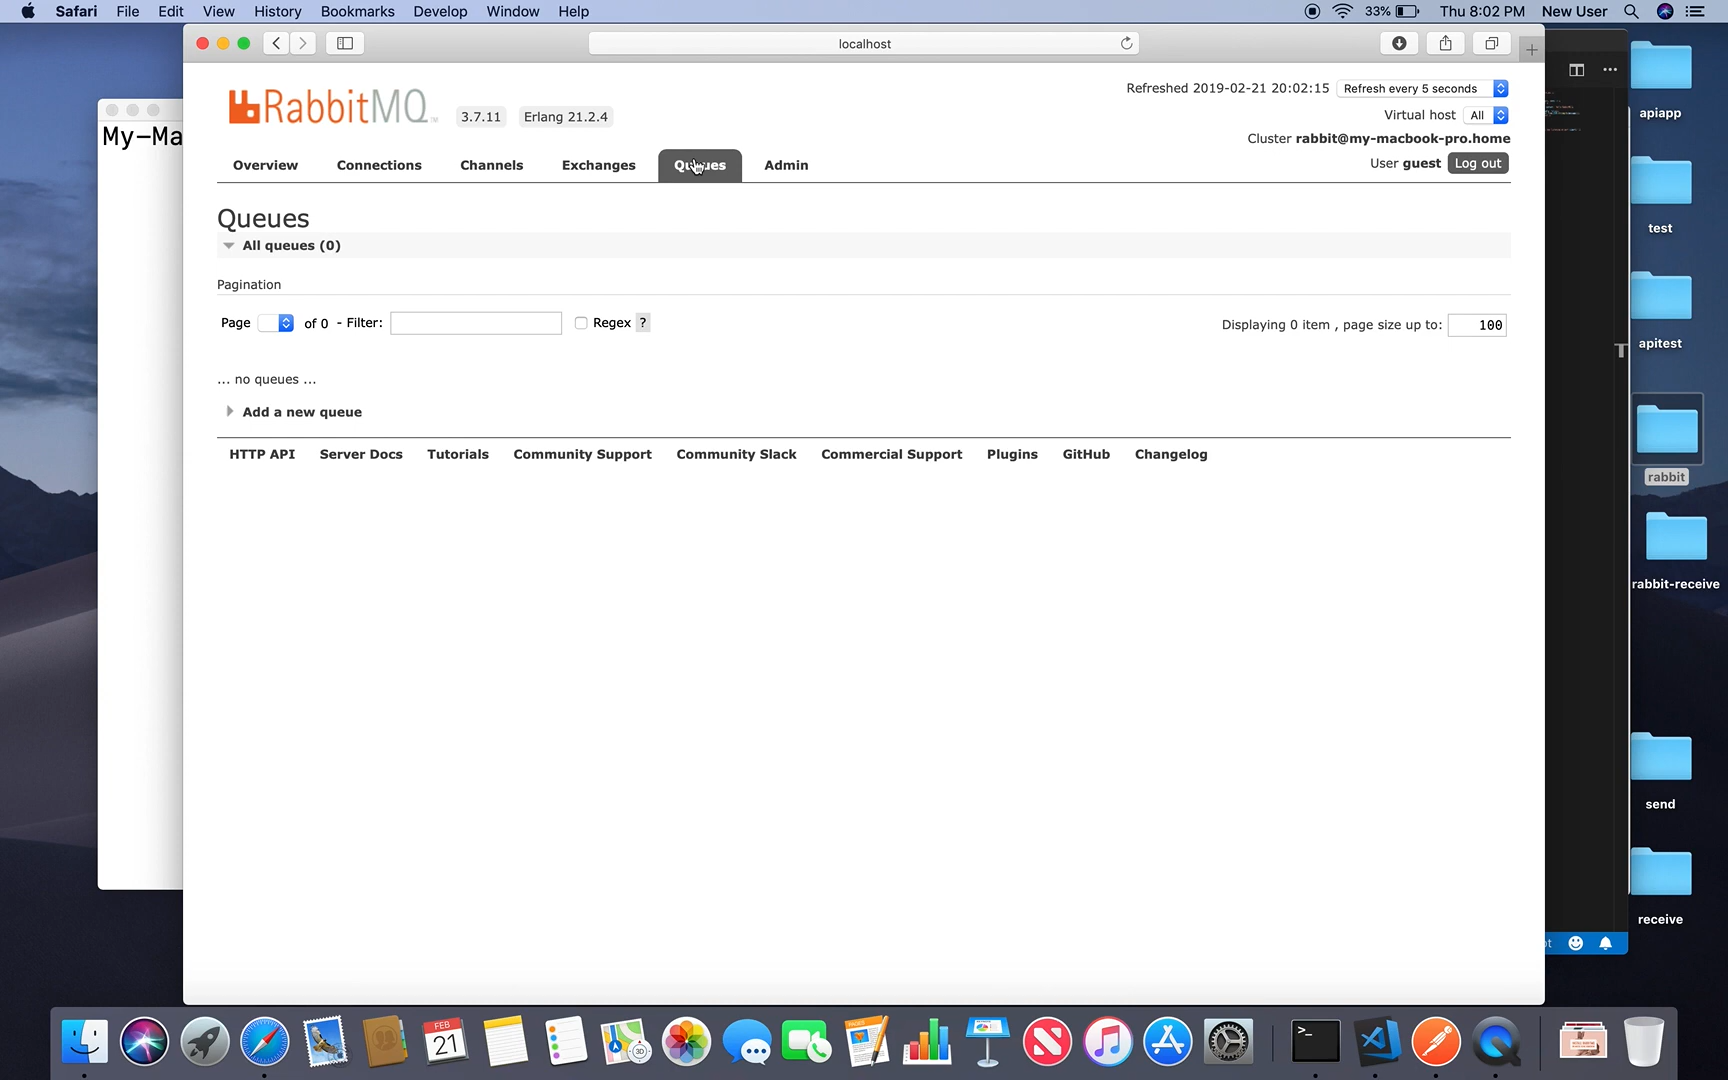 Safari File Edit View History Bookmarks Develop Window Help 33% Thu 8:02 PM New User
localhost
My-Ma
RabbitMQ TM 3.7.11 Erlang 21.2.4
Refreshed 2019-02-21 20:02:15 Refresh every 5 seconds
Virtual host All
Cluster rabbit@my-macbook-pro.home
User guest Log out
Overview Connections Channels Exchanges Queues Admin
Queues
All queues (0)
Pagination
Page of 0 - Filter: Regex ? Displaying 0 item , page size up to: 100
... no queues ...
Add a new queue
HTTP API Server Docs Tutorials Community Support Community Slack Commercial Support Plugins GitHub Changelog
apiapp
test
apitest
T
rabbit
rabbit-receive
send
receive
ot
FEB
21
3D
PAGES
>_